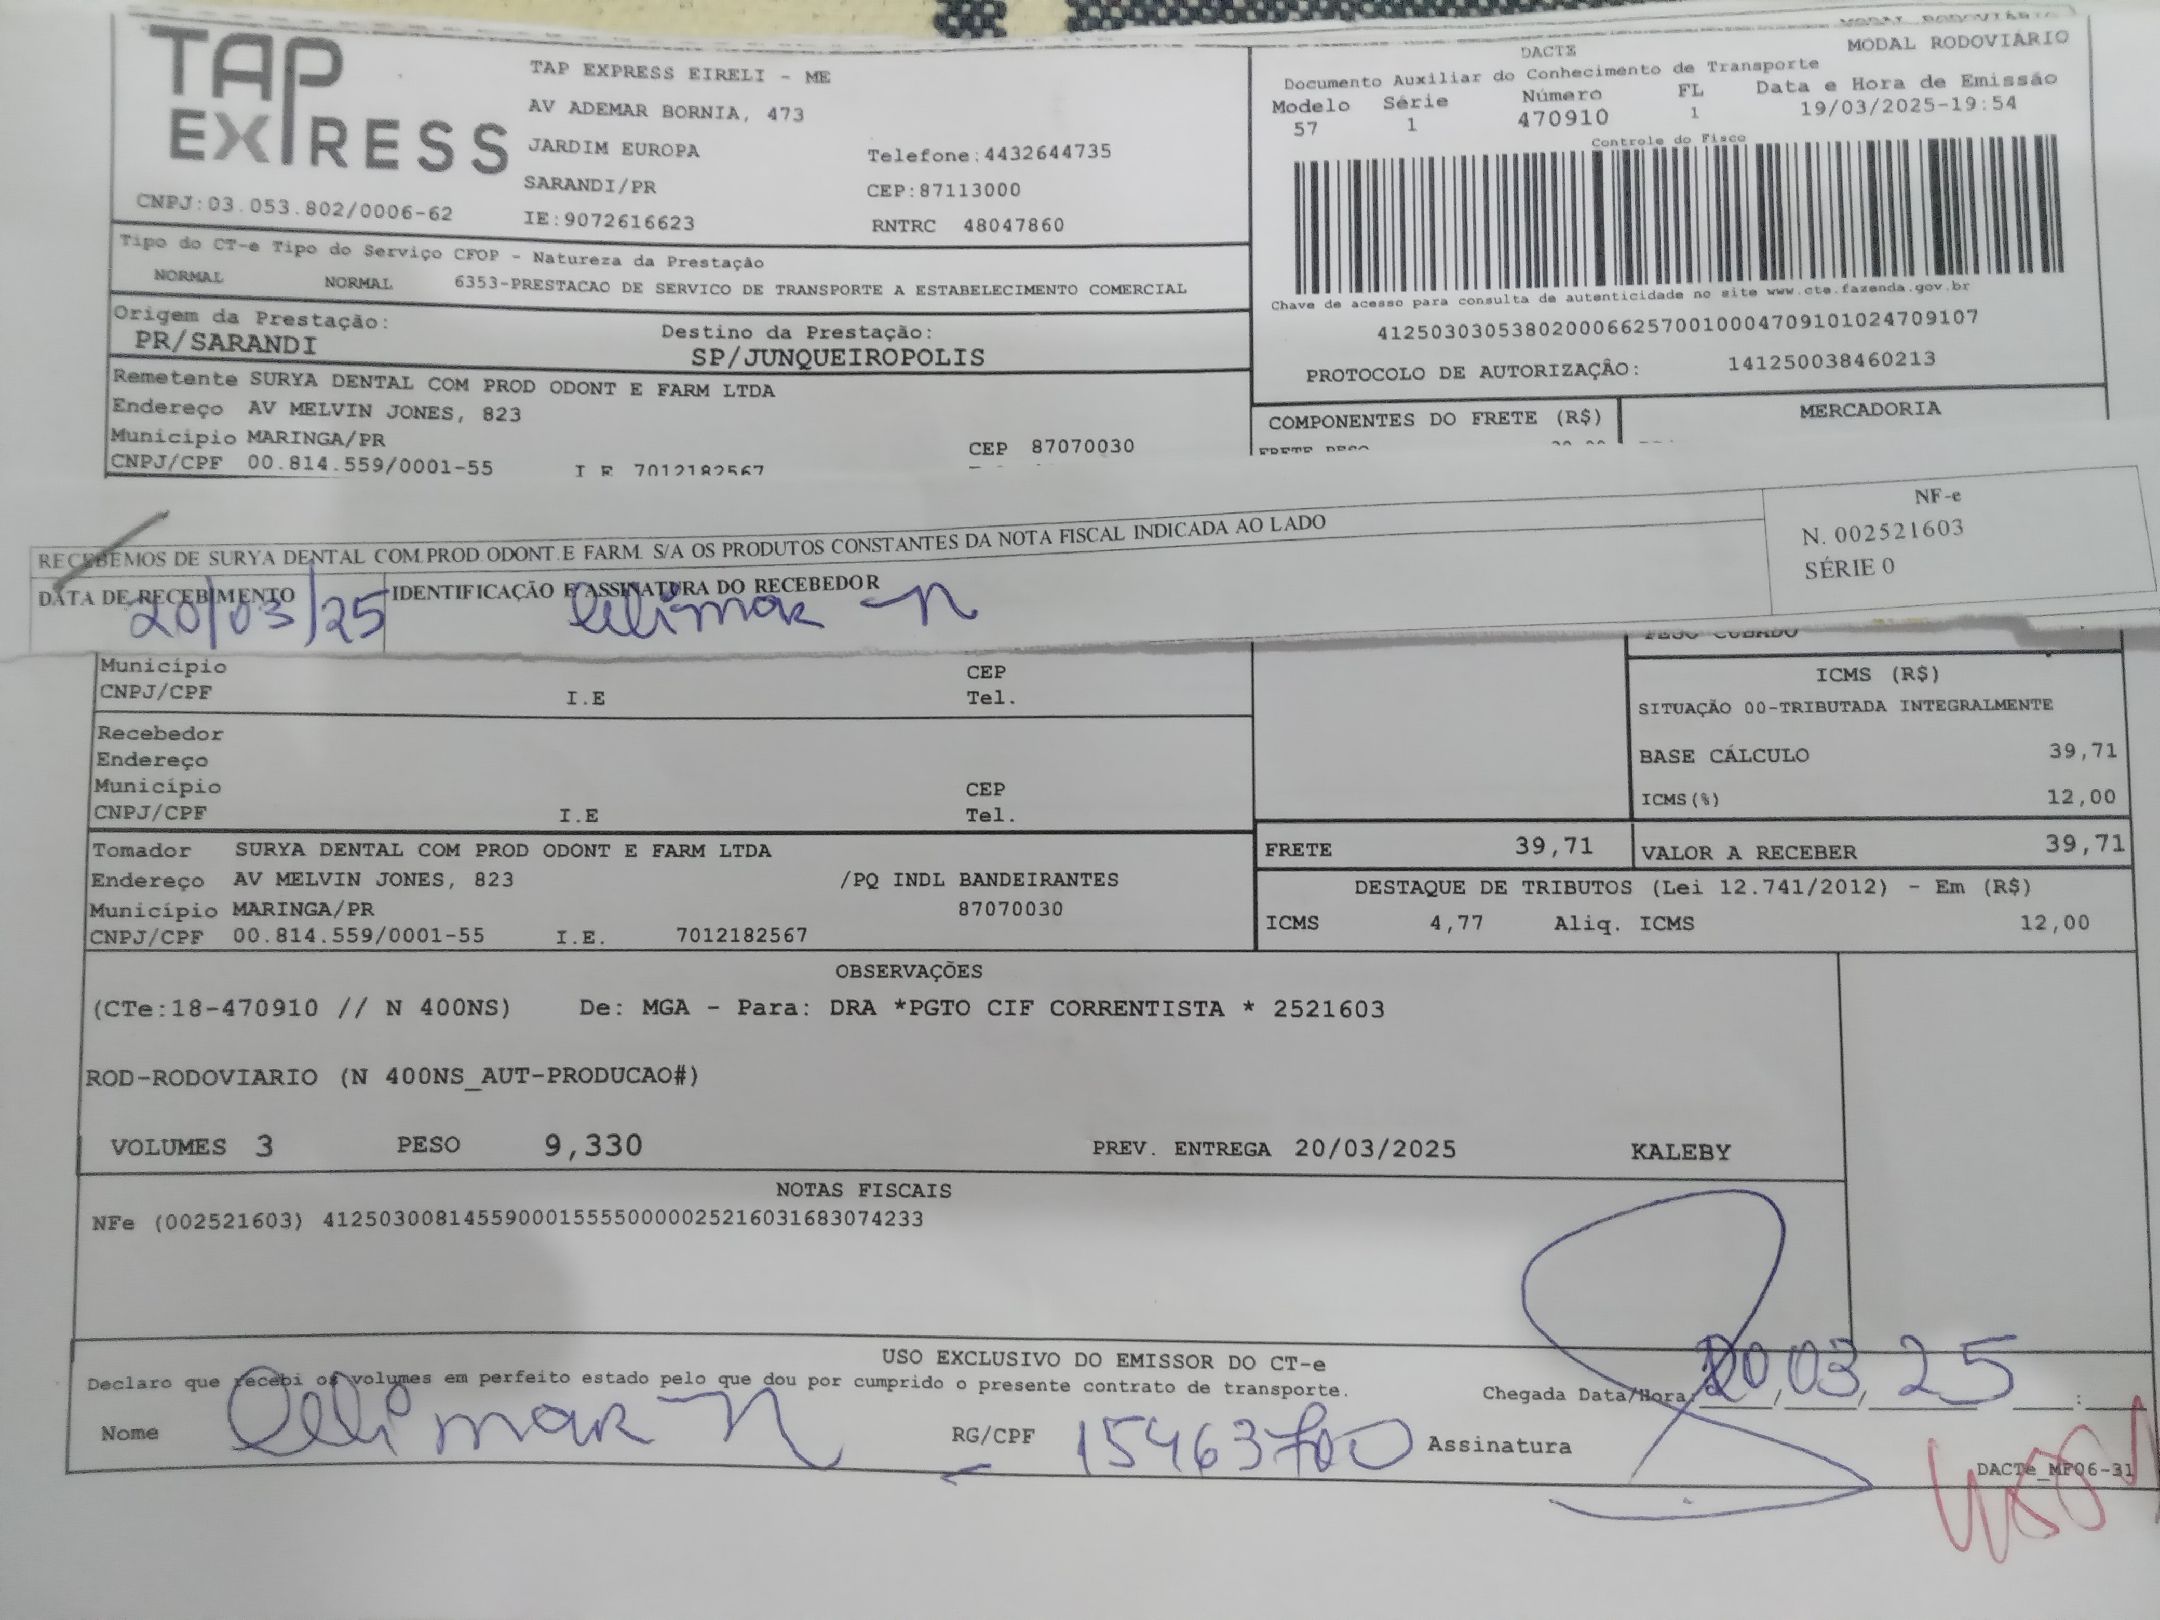 TAP EXPRESS
TAP EXPRESS EIRELI - ME
AV ADEMAR BORNIA, 473
JARDIM EUROPA
Telefone:4432644735
SARANDI/PR
CEP:87113000
CNPJ:03.053.802/0006-62
IE:9072616623
RNTRC 48047860
MODAL RODOVIÁRIO
DACTE
Documento Auxiliar do Conhecimento de Transporte
Modelo Série Número FL Data e Hora de Emissão
57 1 470910 1 19/03/2025-19:54
Controle do Fisco
Chave de acesso para consulta de autenticidade no site www.cte.fazenda.gov.br
41250303053802000662570010004709101024709107
PROTOCOLO DE AUTORIZAÇÃO: 141250038460213
Tipo do CT-e Tipo do Serviço CFOP - Natureza da Prestação
NORMAL NORMAL 6353-PRESTACAO DE SERVICO DE TRANSPORTE A ESTABELECIMENTO COMERCIAL
Origem da Prestação: Destino da Prestação:
PR/SARANDI SP/JUNQUEIROPOLIS
Remetente SURYA DENTAL COM PROD ODONT E FARM LTDA
Endereço AV MELVIN JONES, 823
Município MARINGA/PR CEP 87070030
CNPJ/CPF 00.814.559/0001-55 I E 7012182567
COMPONENTES DO FRETE (R$) MERCADORIA
FRETE PESO
RECEBEMOS DE SURYA DENTAL COM.PROD.ODONT.E FARM. S/A OS PRODUTOS CONSTANTES DA NOTA FISCAL INDICADA AO LADO
NF-e
N. 002521603
SÉRIE 0
DATA DE RECEBIMENTO IDENTIFICAÇÃO E ASSINATURA DO RECEBEDOR
20/03/25
PESO CUBADO
Município CEP
CNPJ/CPF I.E Tel.
ICMS (R$)
SITUAÇÃO 00-TRIBUTADA INTEGRALMENTE
BASE CÁLCULO 39,71
ICMS(%) 12,00
Recebedor
Endereço
Município CEP
CNPJ/CPF I.E Tel.
FRETE 39,71 VALOR A RECEBER 39,71
Tomador SURYA DENTAL COM PROD ODONT E FARM LTDA
Endereço AV MELVIN JONES, 823 /PQ INDL BANDEIRANTES
Município MARINGA/PR 87070030
CNPJ/CPF 00.814.559/0001-55 I.E. 7012182567
DESTAQUE DE TRIBUTOS (Lei 12.741/2012) - Em (R$)
ICMS 4,77 Aliq. ICMS 12,00
OBSERVAÇÕES
(CTe:18-470910 // N 400NS) De: MGA - Para: DRA *PGTO CIF CORRENTISTA * 2521603
ROD-RODOVIARIO (N 400NS_AUT-PRODUCAO#)
VOLUMES 3 PESO 9,330 PREV. ENTREGA 20/03/2025 KALEBY
NOTAS FISCAIS
NFe (002521603) 41250300814559000155550000025216031683074233
USO EXCLUSIVO DO EMISSOR DO CT-e
Declaro que recebi os volumes em perfeito estado pelo que dou por cumprido o presente contrato de transporte.
Chegada Data/Hora: 20/03/25 :
Nome RG/CPF 15463700 Assinatura
DACTe_MF06-31